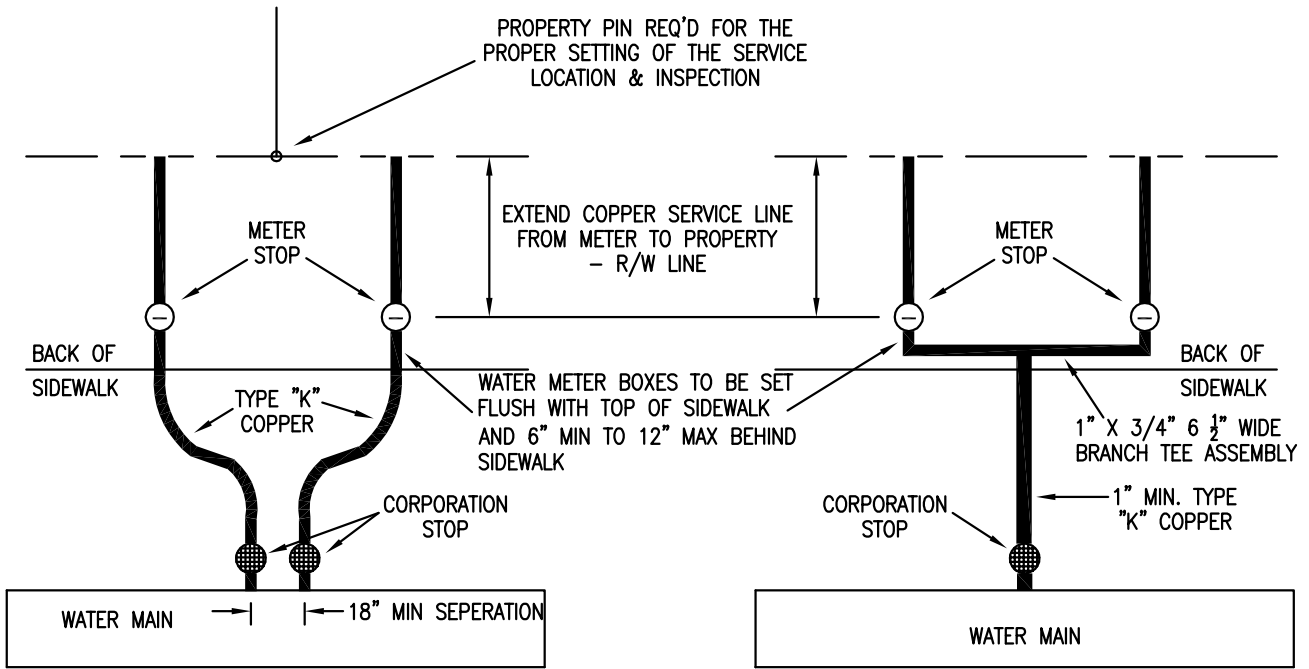 PROPERTY PIN REQ'D FOR THE
PROPER SETTING OF THE SERVICE
LOCATION & INSPECTION
METER
STOP
EXTEND COPPER SERVICE LINE
FROM METER TO PROPERTY
- R/W LINE
METER
STOP
BACK OF
SIDEWALK
TYPE "K"
COPPER
WATER METER BOXES TO BE SET
FLUSH WITH TOP OF SIDEWALK
AND 6" MIN TO 12" MAX BEHIND
SIDEWALK
BACK OF
SIDEWALK
1" X 3/4" 6 1/2" WIDE
BRANCH TEE ASSEMBLY
CORPORATION
STOP
CORPORATION
STOP
1" MIN. TYPE
"K" COPPER
WATER MAIN
18" MIN SEPERATION
WATER MAIN